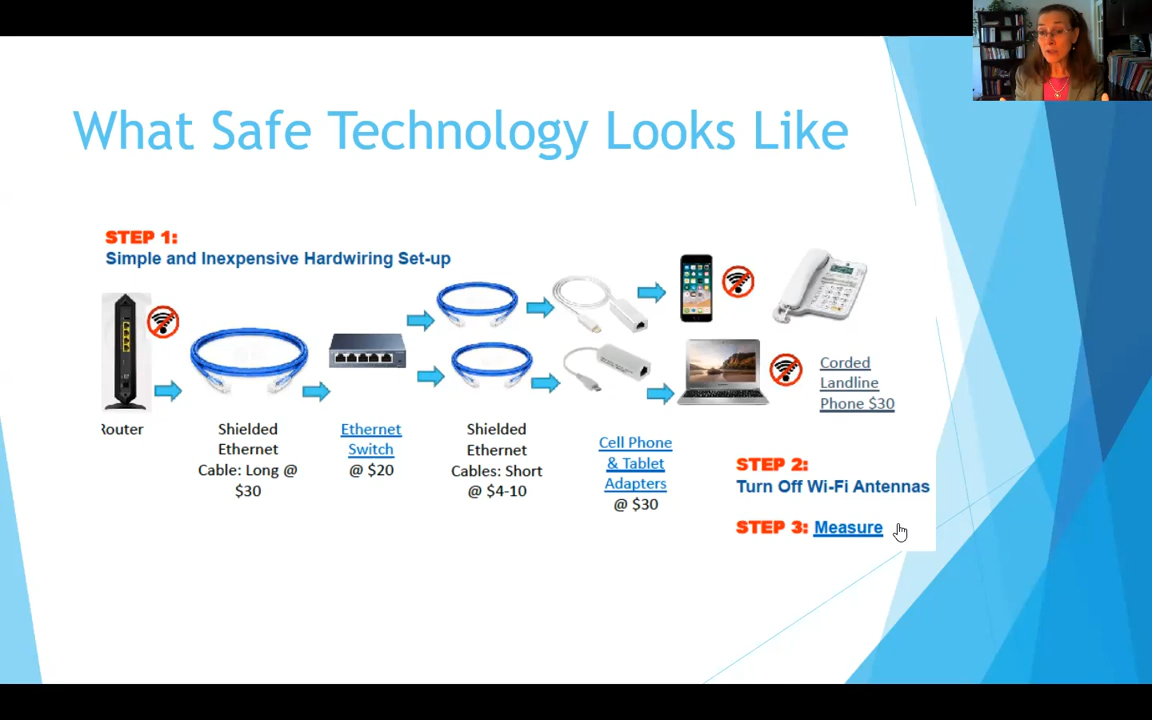 What Safe Technology Looks Like
STEP 1:
Simple and Inexpensive Hardwiring Set-up
Router
Shielded
Ethernet
Cable: Long @
$30
Ethernet
Switch
@ $20
Shielded
Ethernet
Cables: Short
@ $4-10
Cell Phone
& Tablet
Adapters
@ $30
Corded
Landline
Phone $30
STEP 2:
Turn Off Wi-Fi Antennas
STEP 3: Measure